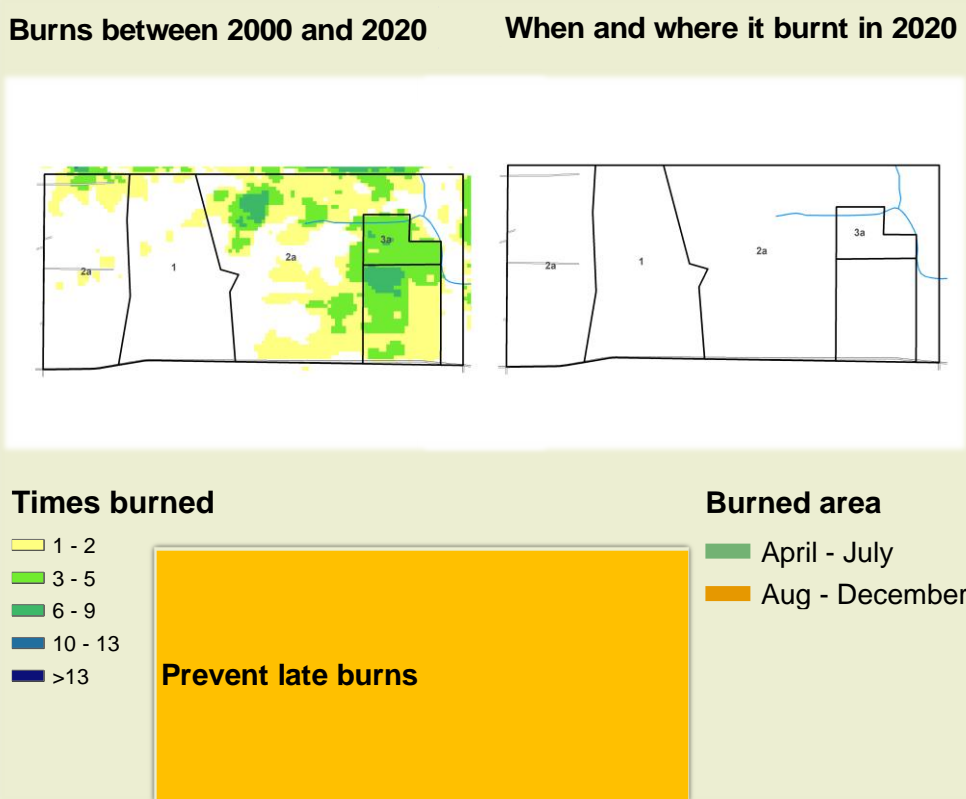 Burns between 2000 and 2020
When and where it burnt in 2020
2a
1
2a
3a
2a
1
2a
3a
Times burned
1 - 2
3 - 5
6 - 9
10 - 13
>13
Prevent late burns
Burned area
April - July
Aug - December